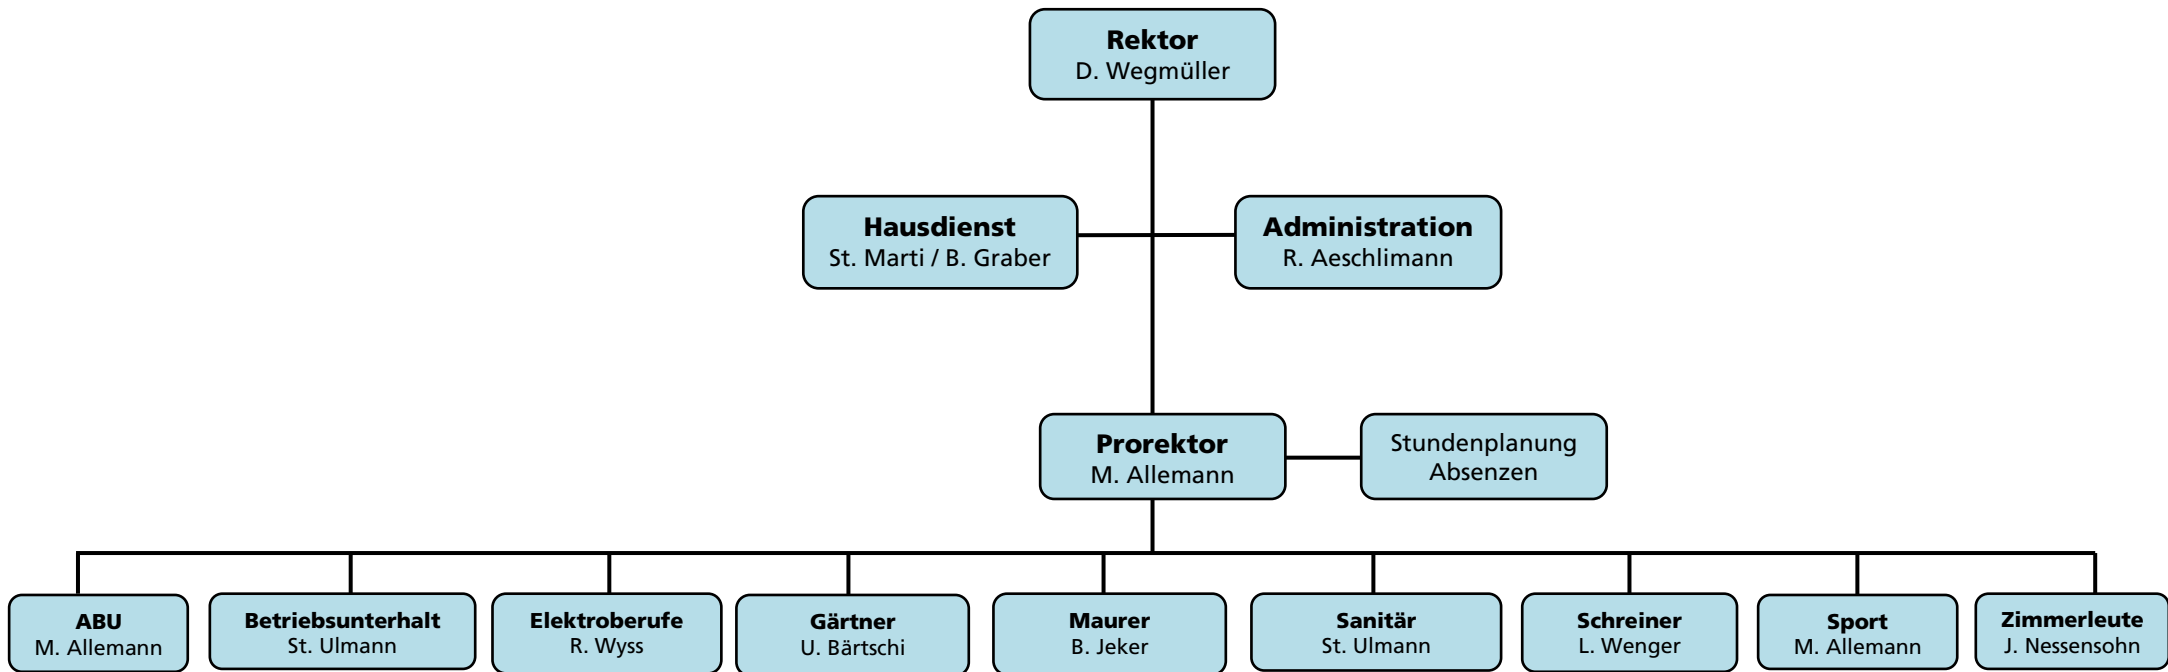 Rektor
D. Wegmüller
Hausdienst
St. Marti / B. Graber
Administration
R. Aeschlimann
Prorektor
M. Allemann
Stundenplanung
Absenzen
ABU
M. Allemann
Betriebsunterhalt
St. Ulmann
Elektroberufe
R. Wyss
Gärtner
U. Bärtschi
Maurer
B. Jeker
Sanitär
St. Ulmann
Schreiner
L. Wenger
Sport
M. Allemann
Zimmerleute
J. Nessensohn